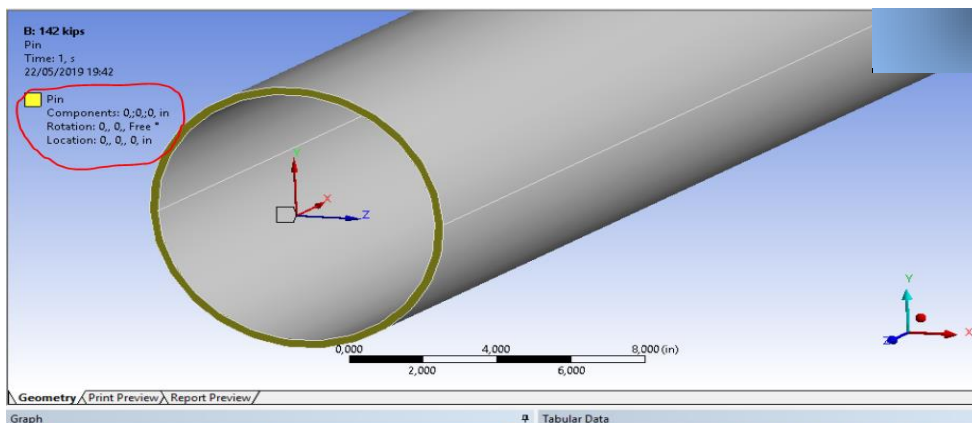 B: 142 kips
Pin
Time: 1, s
22/05/2019 19:42
Pin
Components: 0,;0,;0, in
Rotation: 0,, 0,, Free °
Location: 0,, 0,, 0, in
Y
X
Z
Y
X
Z
0,000 4,000 8,000 (in)
2,000 6,000
Geometry Print Preview Report Preview
Graph Tabular Data